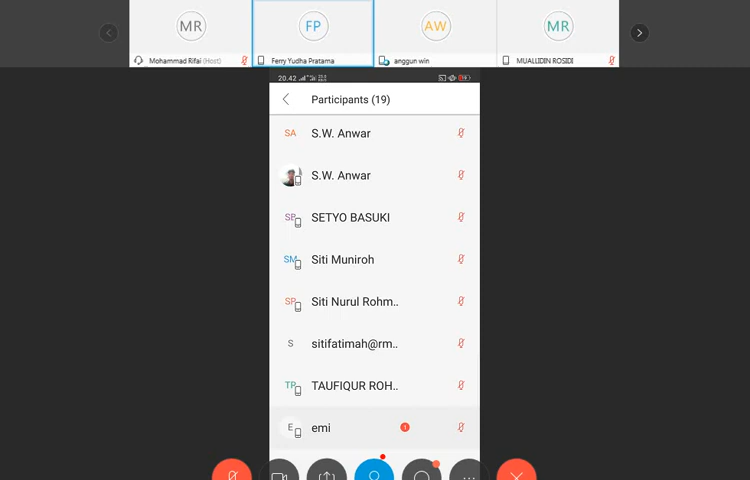 MR
FP
AW
MR
Mohammad Rifai (Host)
Ferry Yudha Pratama
anggun win
MUALLIDIN ROSIDI
20.42
Participants (19)
SA S.W. Anwar
S.W. Anwar
SB SETYO BASUKI
SM Siti Muniroh
Siti Nurul Rohm..
S sitifatimah@rm..
TP TAUFIQUR ROH..
E emi